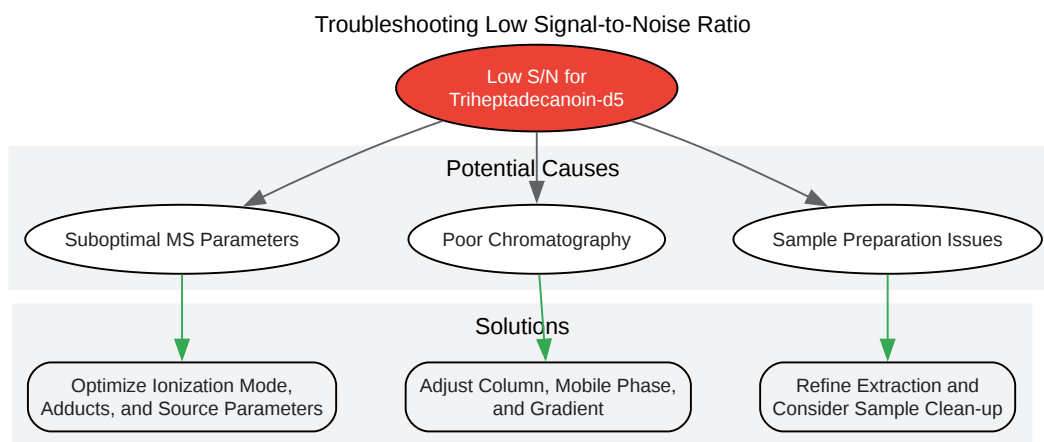 Troubleshooting Low Signal-to-Noise Ratio
Low S/N for
Triheptadecanoin-d5
Potential Causes
Suboptimal MS Parameters
Poor Chromatography
Sample Preparation Issues
Solutions
Optimize Ionization Mode,
Adducts, and Source Parameters
Adjust Column, Mobile Phase,
and Gradient
Refine Extraction and
Consider Sample Clean-up